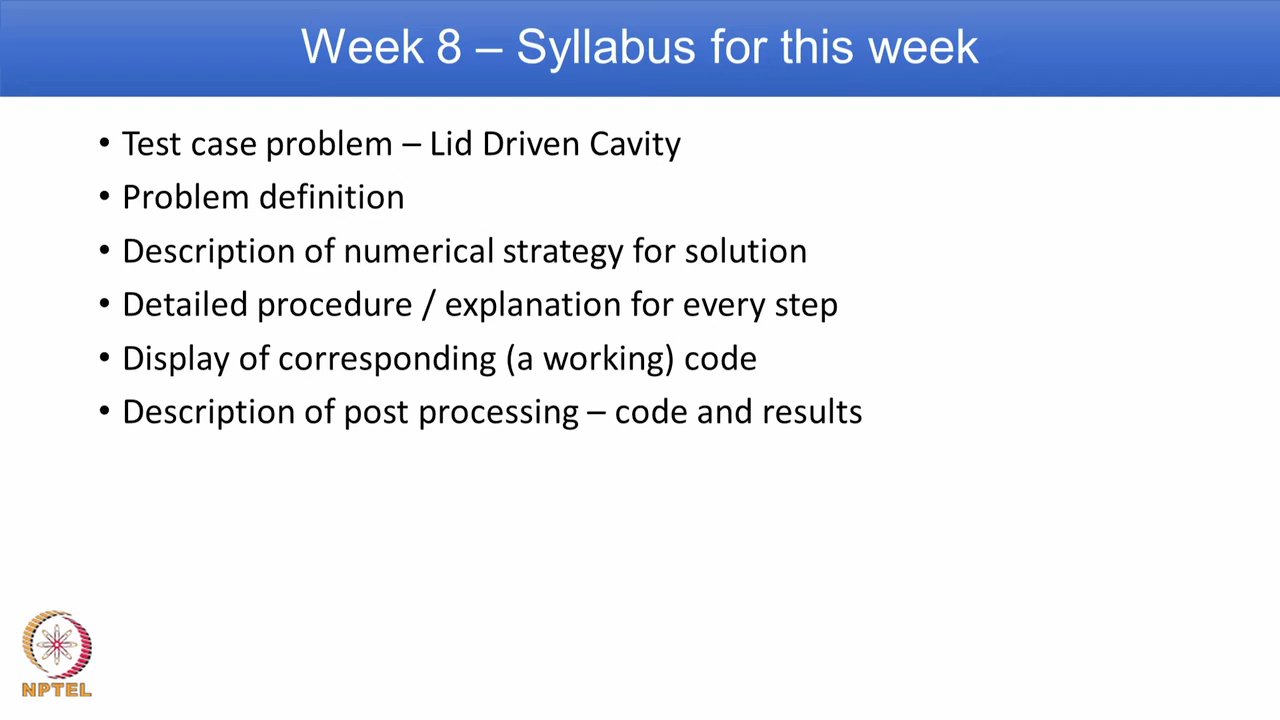 Week 8 – Syllabus for this week
• Test case problem – Lid Driven Cavity
• Problem definition
• Description of numerical strategy for solution
• Detailed procedure / explanation for every step
• Display of corresponding (a working) code
• Description of post processing – code and results
NPTEL